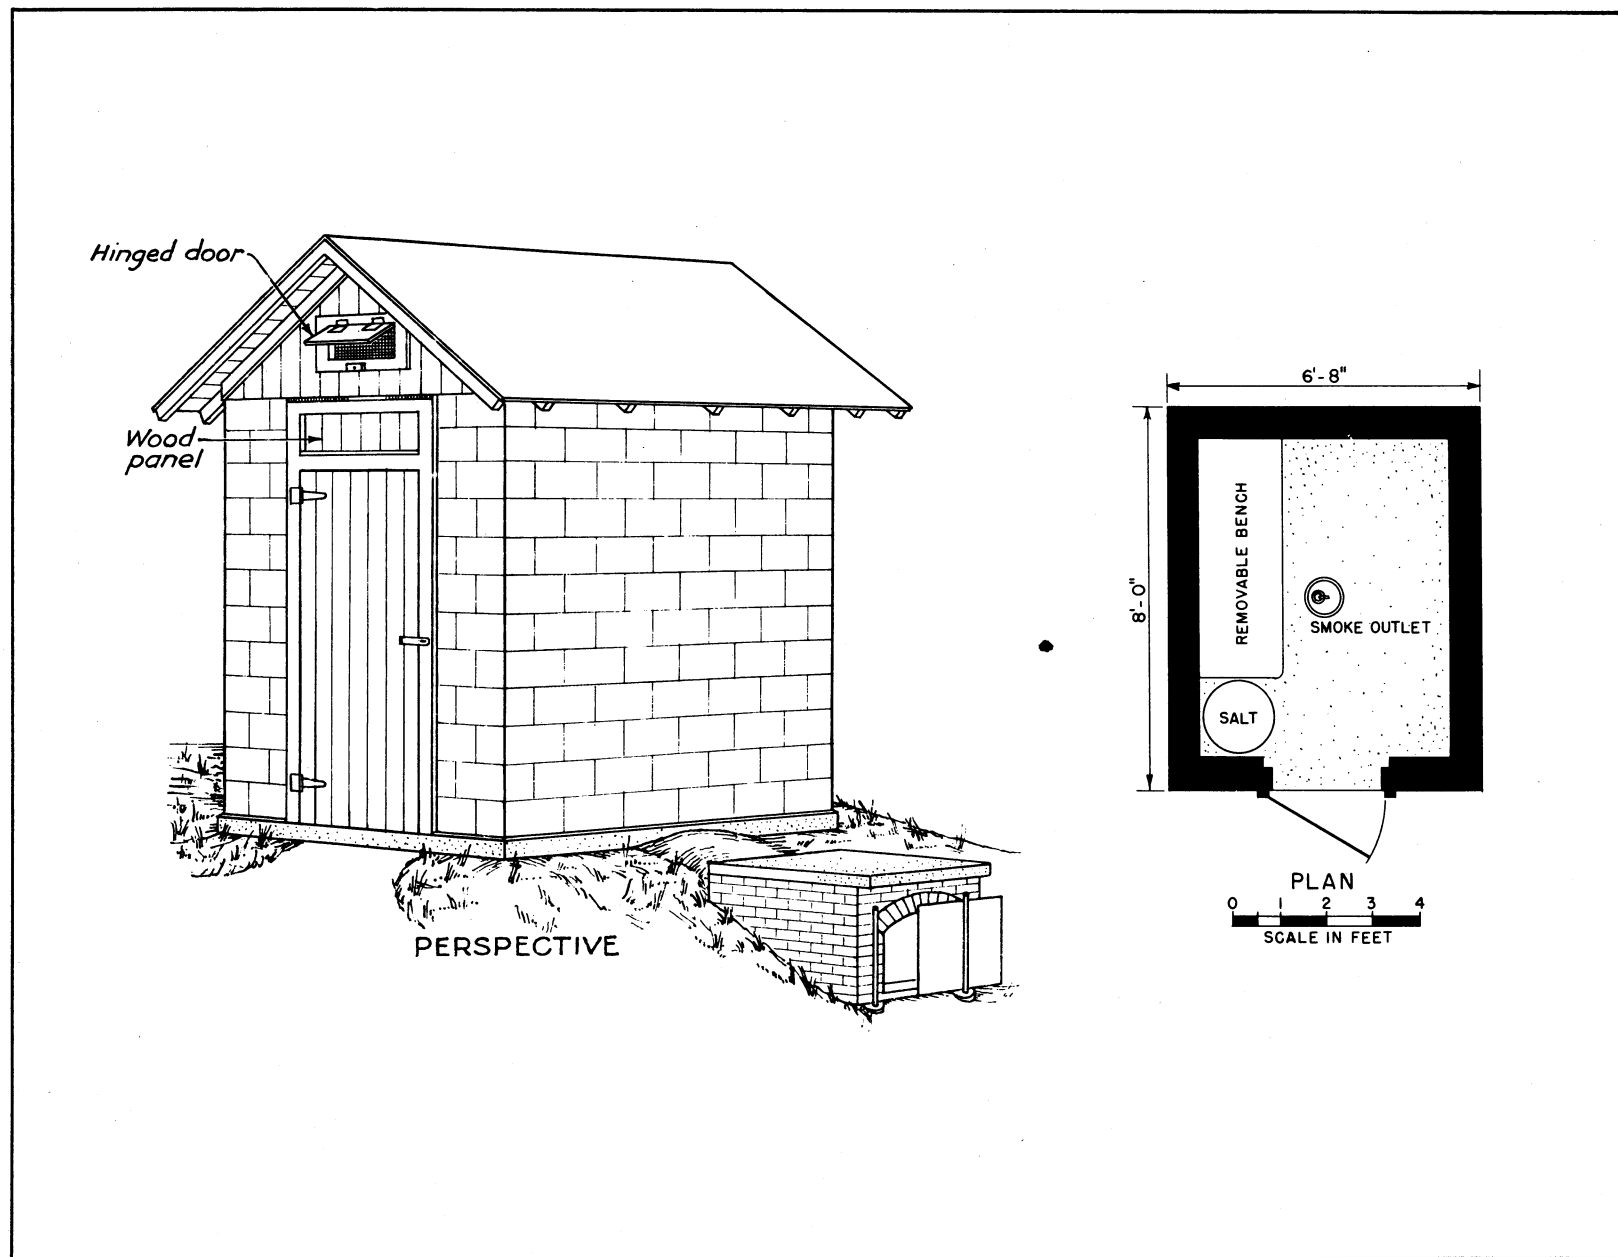 Hinged door
Wood
panel
PERSPECTIVE
6'-8"
8'-0"
REMOVABLE BENCH
SMOKE OUTLET
SALT
PLAN
0 1 2 3 4
SCALE IN FEET